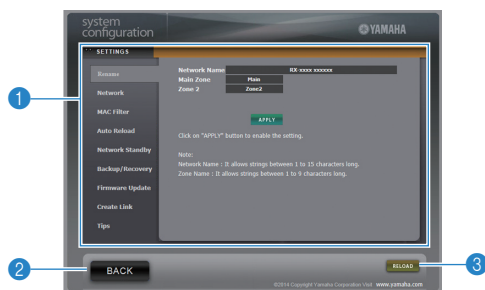 system
configuration
YAMAHA
SETTINGS
Rename
Network
MAC Filter
Auto Reload
Network Standby
Backup/Recovery
Firmware Update
Create Link
Tips
Network Name RX-xxxx xxxxxx
Main Zone Main
Zone 2 Zone2
APPLY
Click on "APPLY" button to enable the setting.
Note:
Network Name : It allows strings between 1 to 15 characters long.
Zone Name : It allows strings between 1 to 9 characters long.
1
2
BACK
RELOAD
3
©2014 Copyright Yamaha Corporation Visit www.yamaha.com